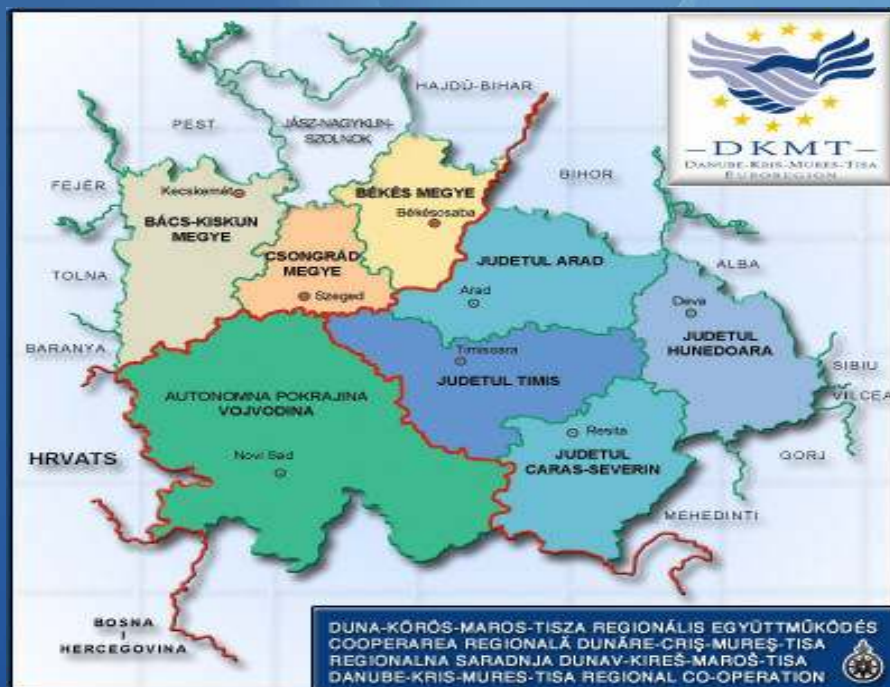 DKMT
DANUBE-KRIS-MURES-TISA
EUROREGION
HAJDÚ-BIHAR
PEST
JÁSZ-NAGYKUN-
SZOLNOK
BIHOR
FEJÉR
Kecskemét
BÉKÉS MEGYE
Békésosaba
BÁCS-KISKUN
MEGYE
CSONGRÁD
MEGYE
JUDETUL ARAD
ALBA
TOLNA
Szeged
Arad
Deva
JUDETUL
HUNEDOARA
BARANYA
Timisoara
JUDETUL TIMIS
SIBIU
VILCEA
AUTONOMNA POKRAJINA
VOJVODINA
Resita
HRVATS
Novi Sad
JUDETUL
CARAS-SEVERIN
GORJ
MEHEDINTI
BOSNA
I
HERCEGOVINA
DUNA-KÖRÖS-MAROS-TISZA REGIONÁLIS EGYÜTTMŰKÖDÉS
COOPERAREA REGIONALĂ DUNĂRE-CRIŞ-MUREŞ-TISA
REGIONALNA SARADNJA DUNAV-KIREŠ-MAROŠ-TISA
DANUBE-KRIS-MURES-TISA REGIONAL CO-OPERATION